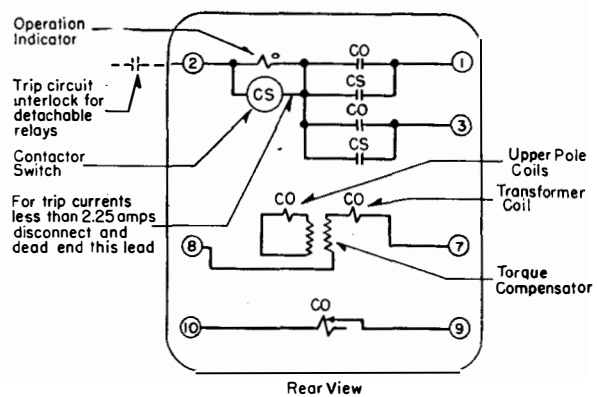 Operation
Indicator
CO
2
1
CS
CS
Trip circuit
interlock for
detachable
relays
CO
3
CS
Contactor
Switch
Upper Pole
Coils
For trip currents
less than 2.25 amps
disconnect and
dead end this lead
CO
CO
Transformer
Coil
8
7
Torque
Compensator
CO
10
9
Rear View